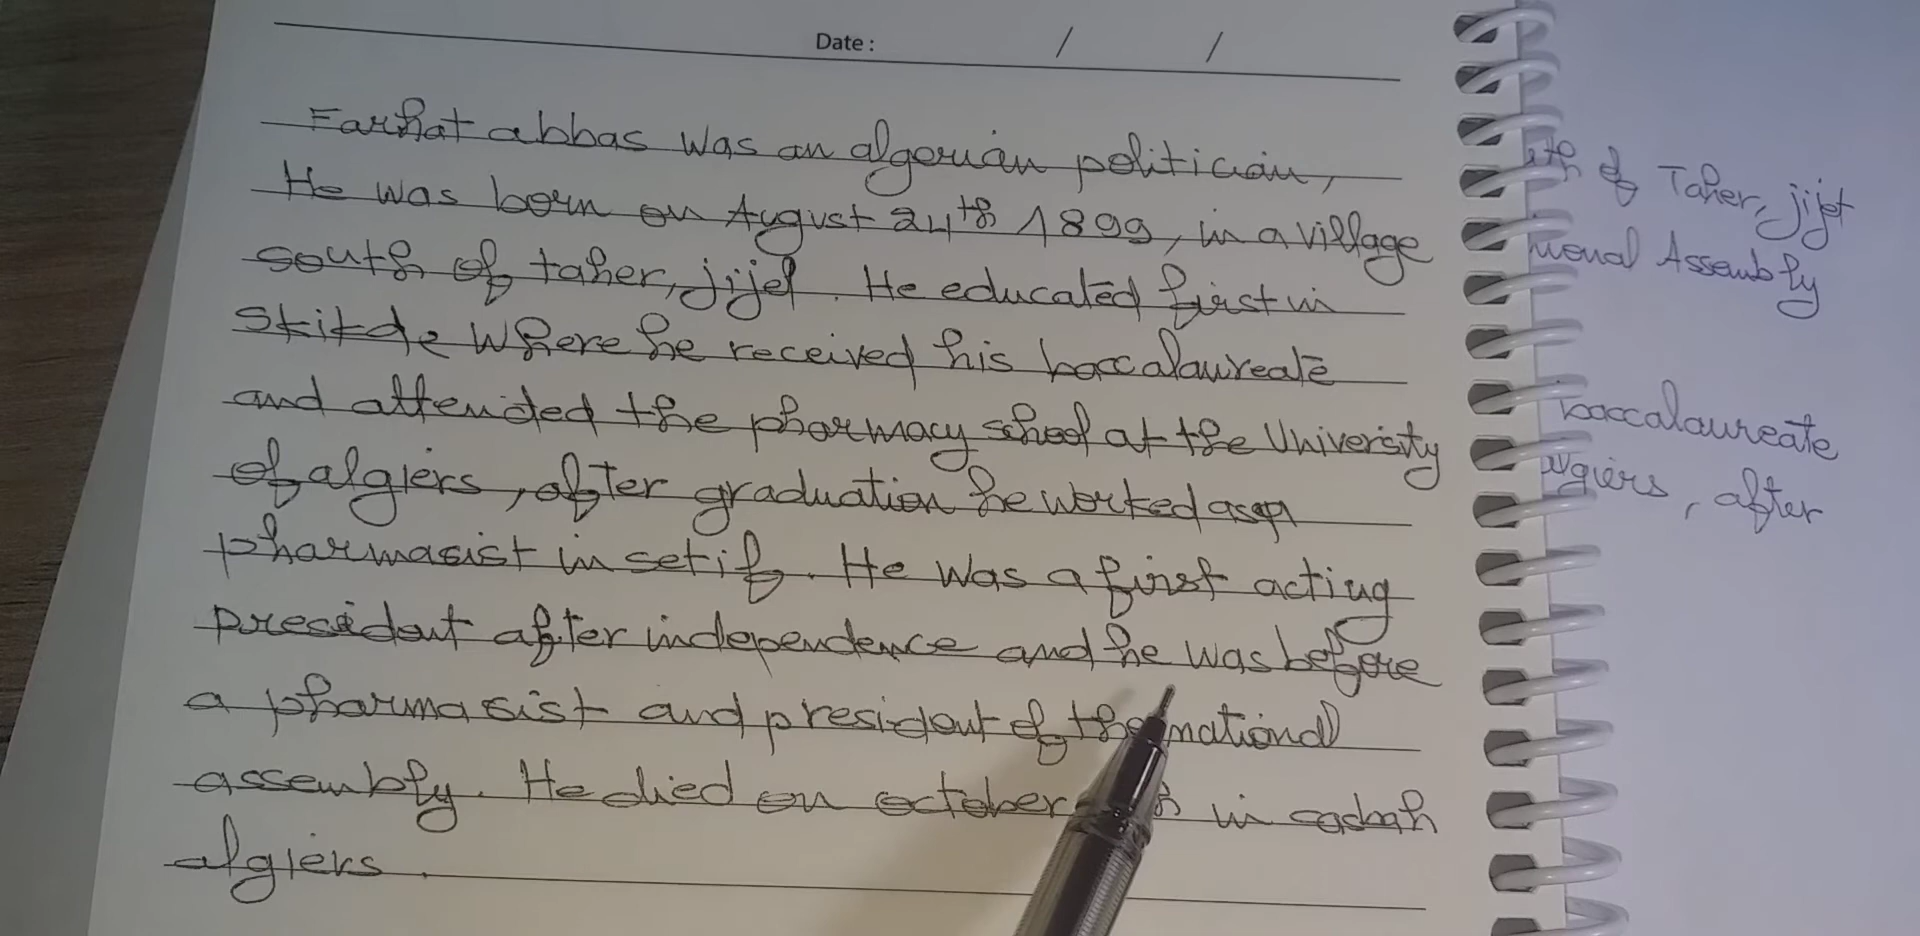 Date: / /
Farhat abbas was an algerian politician,
He was born on August 24th 1899, in a village
south of taher, jijel. He educated first in
Skikde where he received his baccalaureate
and attended the pharmacy school at the University
of algiers, after graduation he worked as a
pharmasist in setif. He was a first acting
president after independence and he was before
a pharmasist and president of the national
assembly. He died on october in
algiers.
of Taher, jijel
Assembly
baccalaureate
, after